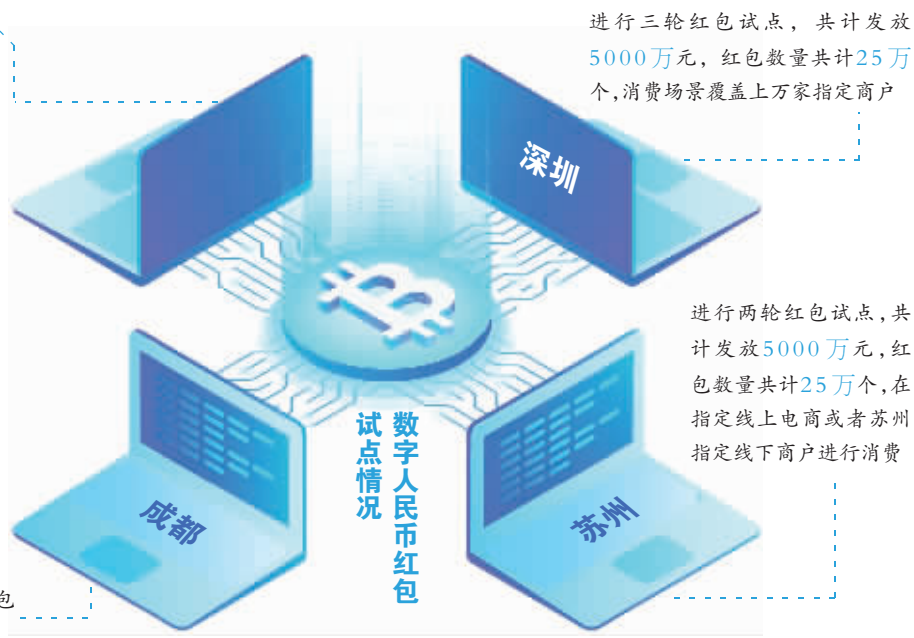 进行三轮红包试点，共计发放
5000万元，红包数量共计25万
个,消费场景覆盖上万家指定商户
深圳
进行两轮红包试点,共
计发放5000万元,红
包数量共计25万个,在
指定线上电商或者苏州
指定线下商户进行消费
数字人民币红包
试点情况
成都
苏州
包